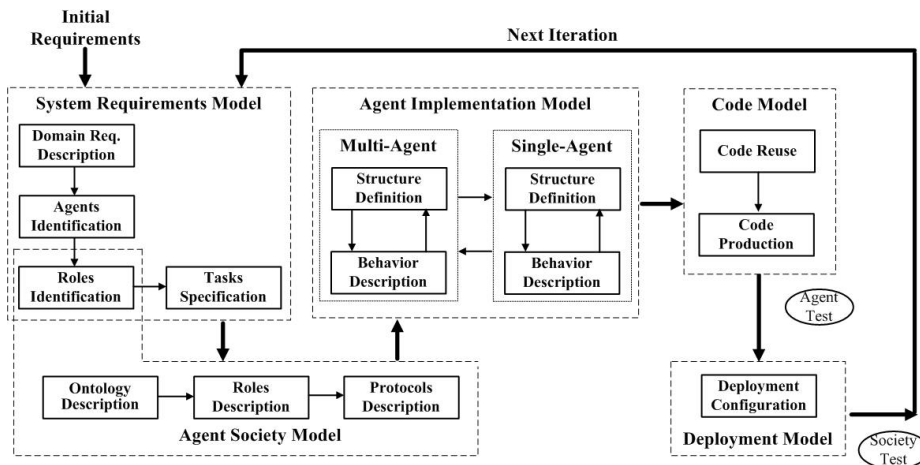 Initial
Requirements
Next Iteration
System Requirements Model
Domain Req.
Description
Agents
Identification
Roles
Identification
Tasks
Specification
Agent Implementation Model
Multi-Agent
Structure
Definition
Behavior
Description
Single-Agent
Structure
Definition
Behavior
Description
Code Model
Code Reuse
Code
Production
Agent
Test
Ontology
Description
Roles
Description
Protocols
Description
Agent Society Model
Deployment
Configuration
Deployment Model
Society
Test